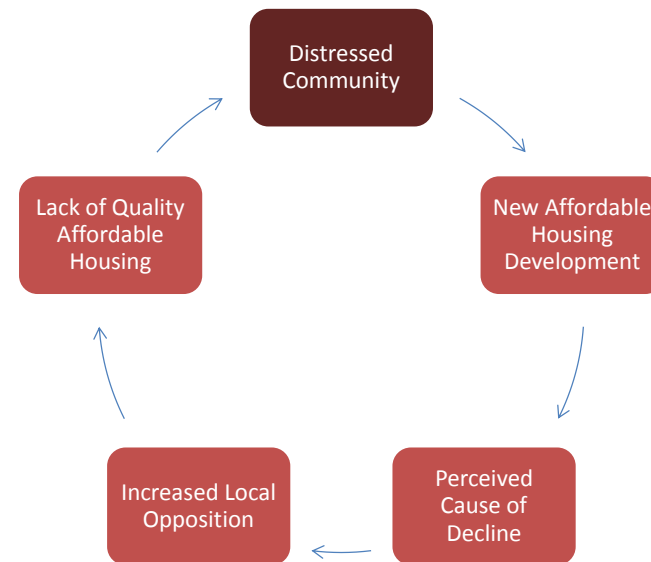 Distressed
Community
New Affordable
Housing
Development
Perceived
Cause of
Decline
Increased Local
Opposition
Lack of Quality
Affordable
Housing